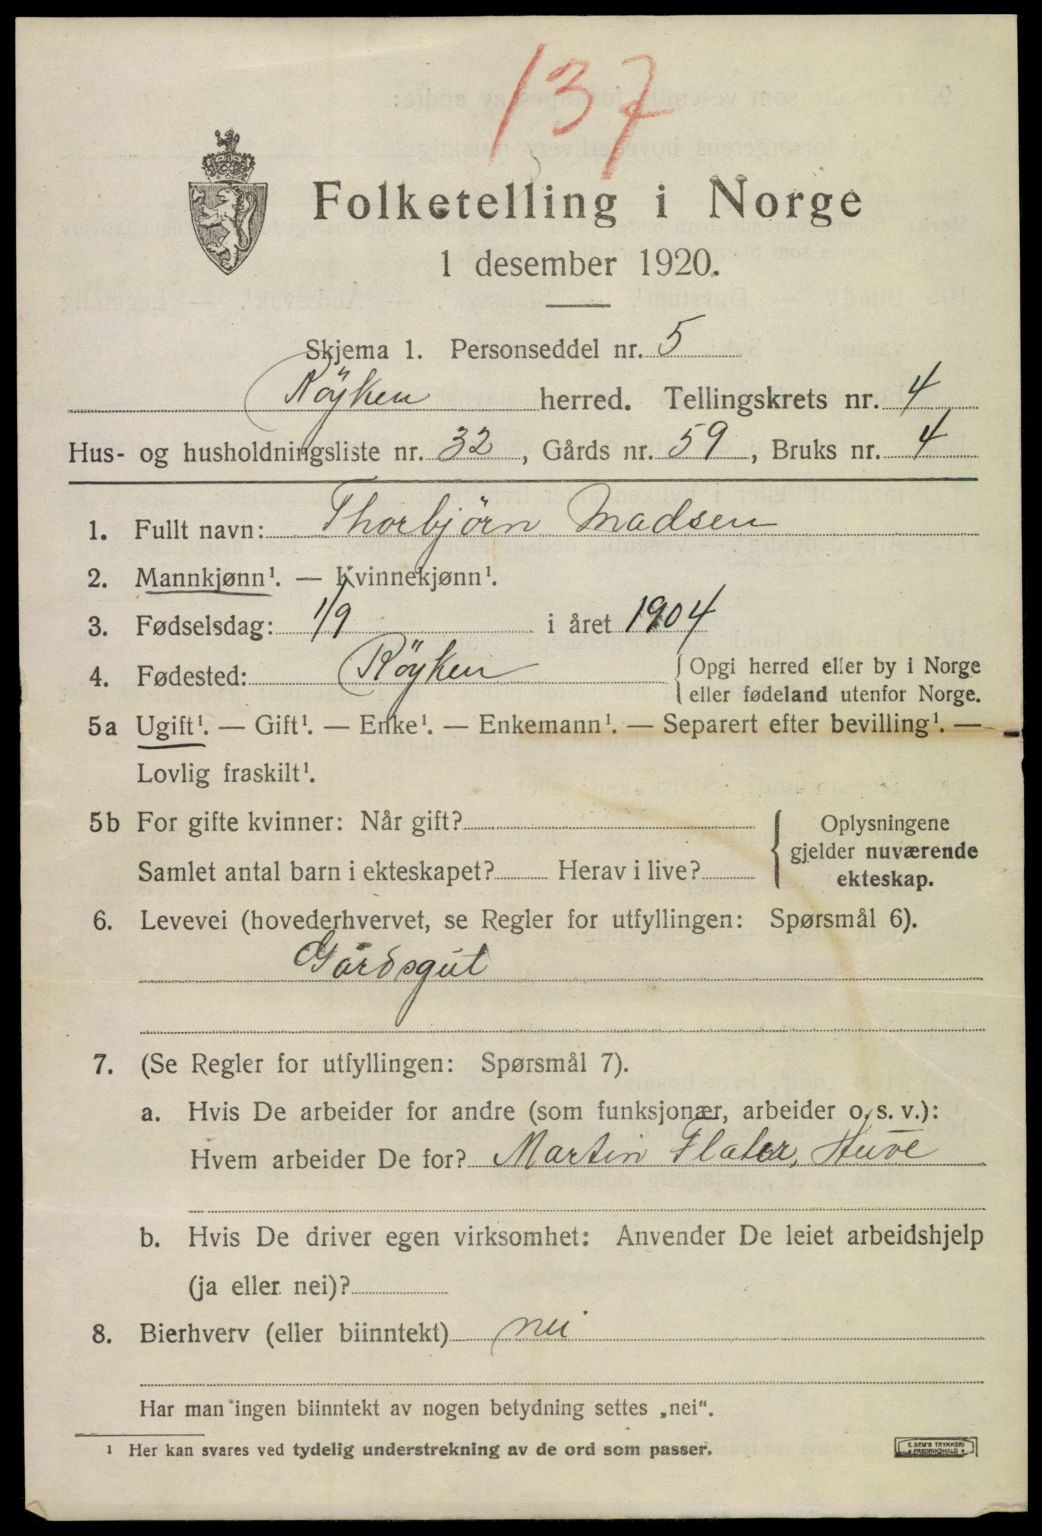 137
Folketelling i Norge
1 desember 1920.
Skjema 1. Personseddel nr. 5
Røyken herred. Tellingskrets nr. 4
Hus- og husholdningsliste nr. 32, Gårds nr. 59, Bruks nr. 4
1. Fullt navn: Thorbjörn Madsen
2. Mannkjønn¹. — Kvinnekjønn¹.
3. Fødselsdag: 1/9 i året 1904
4. Fødested: Röyken { Opgi herred eller by i Norge
eller fødeland utenfor Norge.
5a Ugift¹. — Gift¹. — Enke¹. — Enkemann¹. — Separert efter bevilling¹. —
Lovlig fraskilt¹.
5b For gifte kvinner: Når gift? { Oplysningene
gjelder nuværende
Samlet antal barn i ekteskapet? Herav i live? ekteskap.
6. Levevei (hovederhvervet, se Regler for utfyllingen: Spørsmål 6).
Gårdsgut
7. (Se Regler for utfyllingen: Spørsmål 7).
a. Hvis De arbeider for andre (som funksjonær, arbeider o. s. v.):
Hvem arbeider De for? Martin
b. Hvis De driver egen virksomhet: Anvender De leiet arbeidshjelp
(ja eller nei)?
8. Bierhverv (eller biinntekt) nei
Har man ingen biinntekt av nogen betydning settes „nei“.
¹ Her kan svares ved tydelig understrekning av de ord som passer.
E. SEM'S TRYKKERI
FREDRIKSHALD